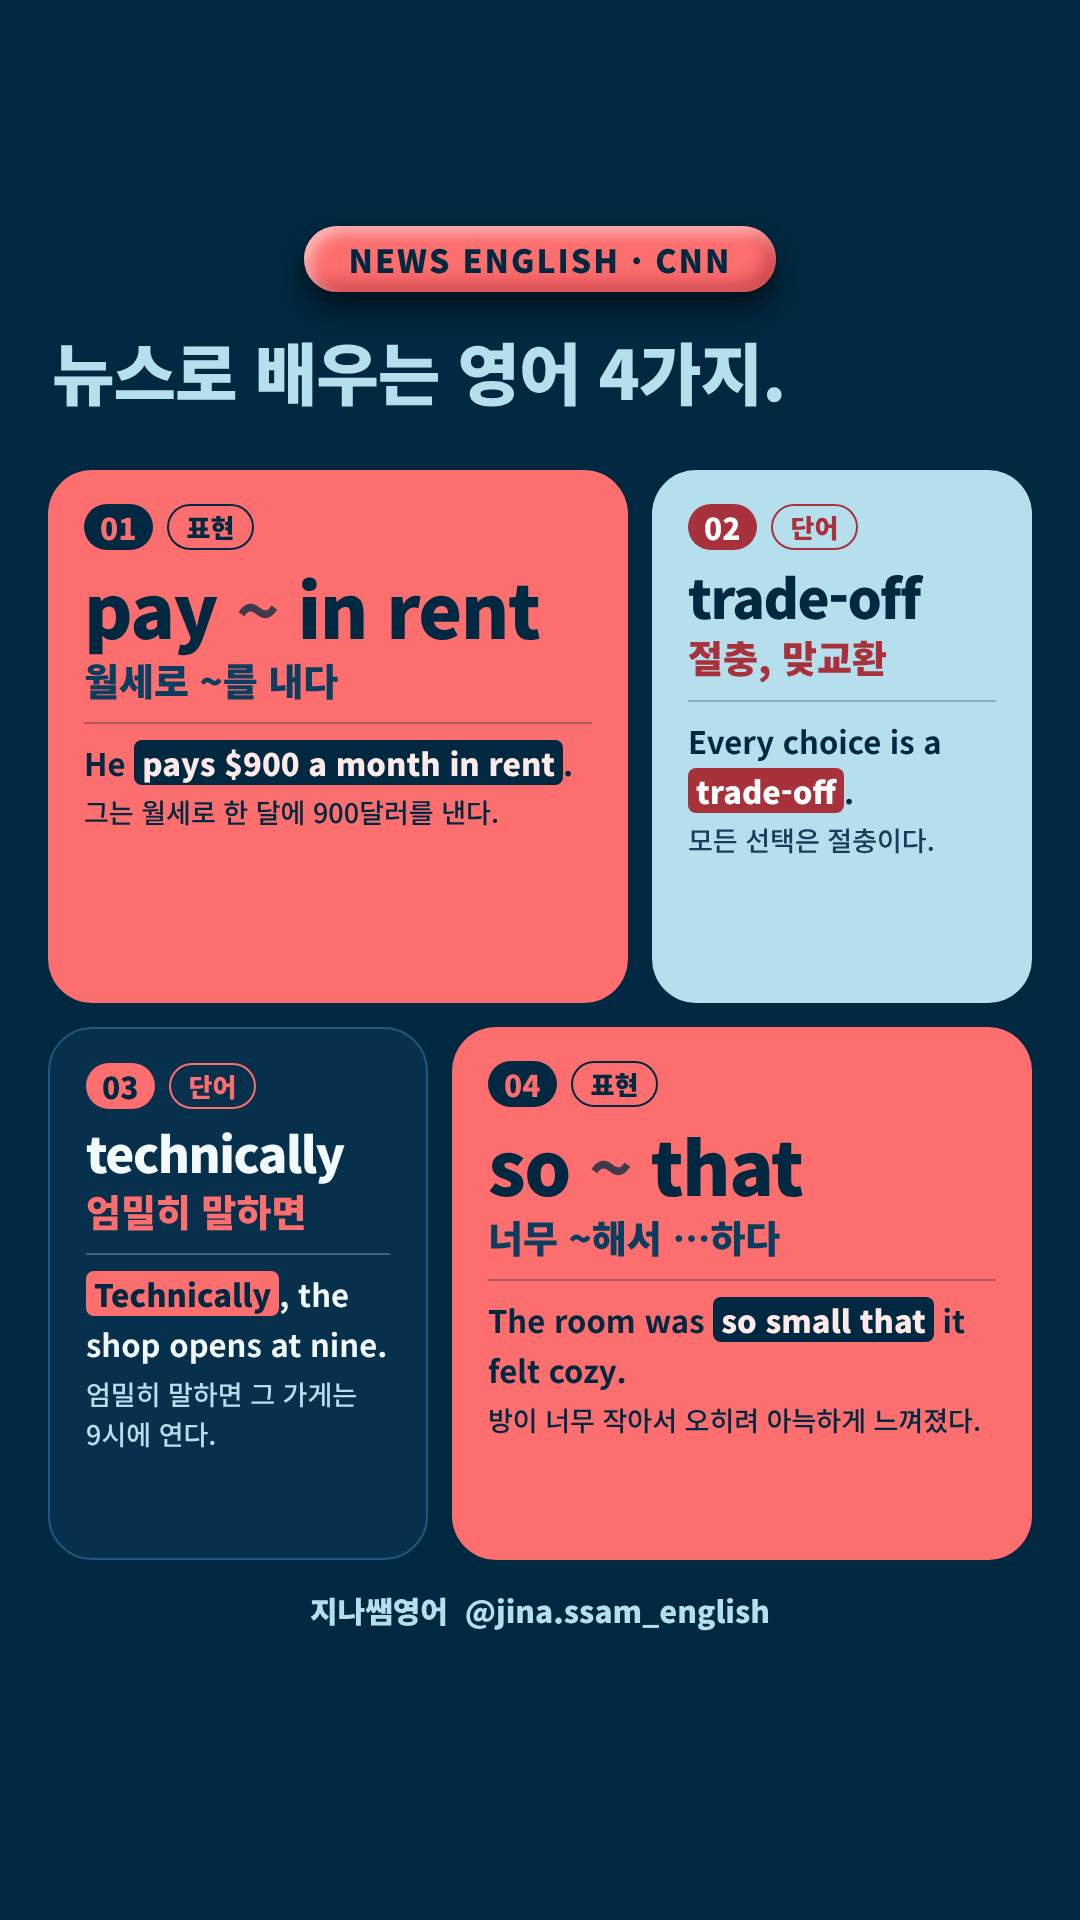 NEWS ENGLISH · CNN
뉴스로 배우는 영어 4가지.
01 표현
pay ~ in rent
월세로 ~를 내다
He pays $900 a month in rent.
그는 월세로 한 달에 900달러를 낸다.
02 단어
trade-off
절충, 맞교환
Every choice is a
trade-off.
모든 선택은 절충이다.
03 단어
technically
엄밀히 말하면
Technically, the
shop opens at nine.
엄밀히 말하면 그 가게는
9시에 연다.
04 표현
so ~ that
너무 ~해서 …하다
The room was so small that it
felt cozy.
방이 너무 작아서 오히려 아늑하게 느껴졌다.
지나쌤영어 @jina.ssam_english